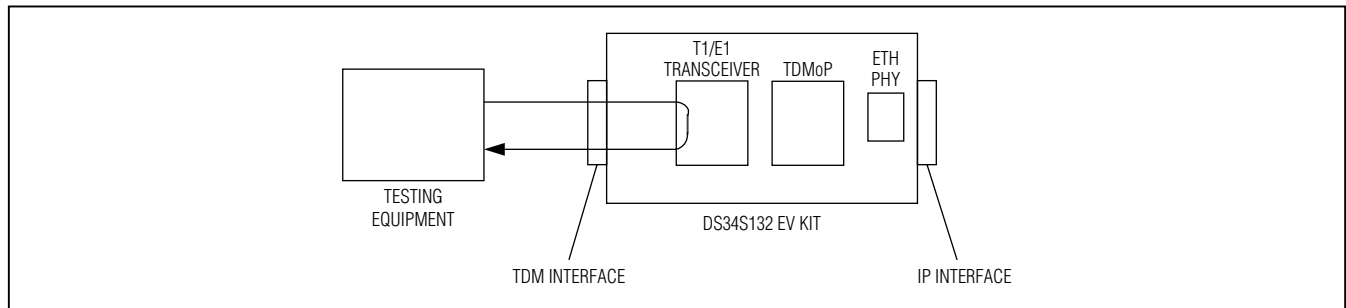 T1/E1
TRANSCEIVER
TDMoP
ETH
PHY
TESTING
EQUIPMENT
DS34S132 EV KIT
TDM INTERFACE
IP INTERFACE